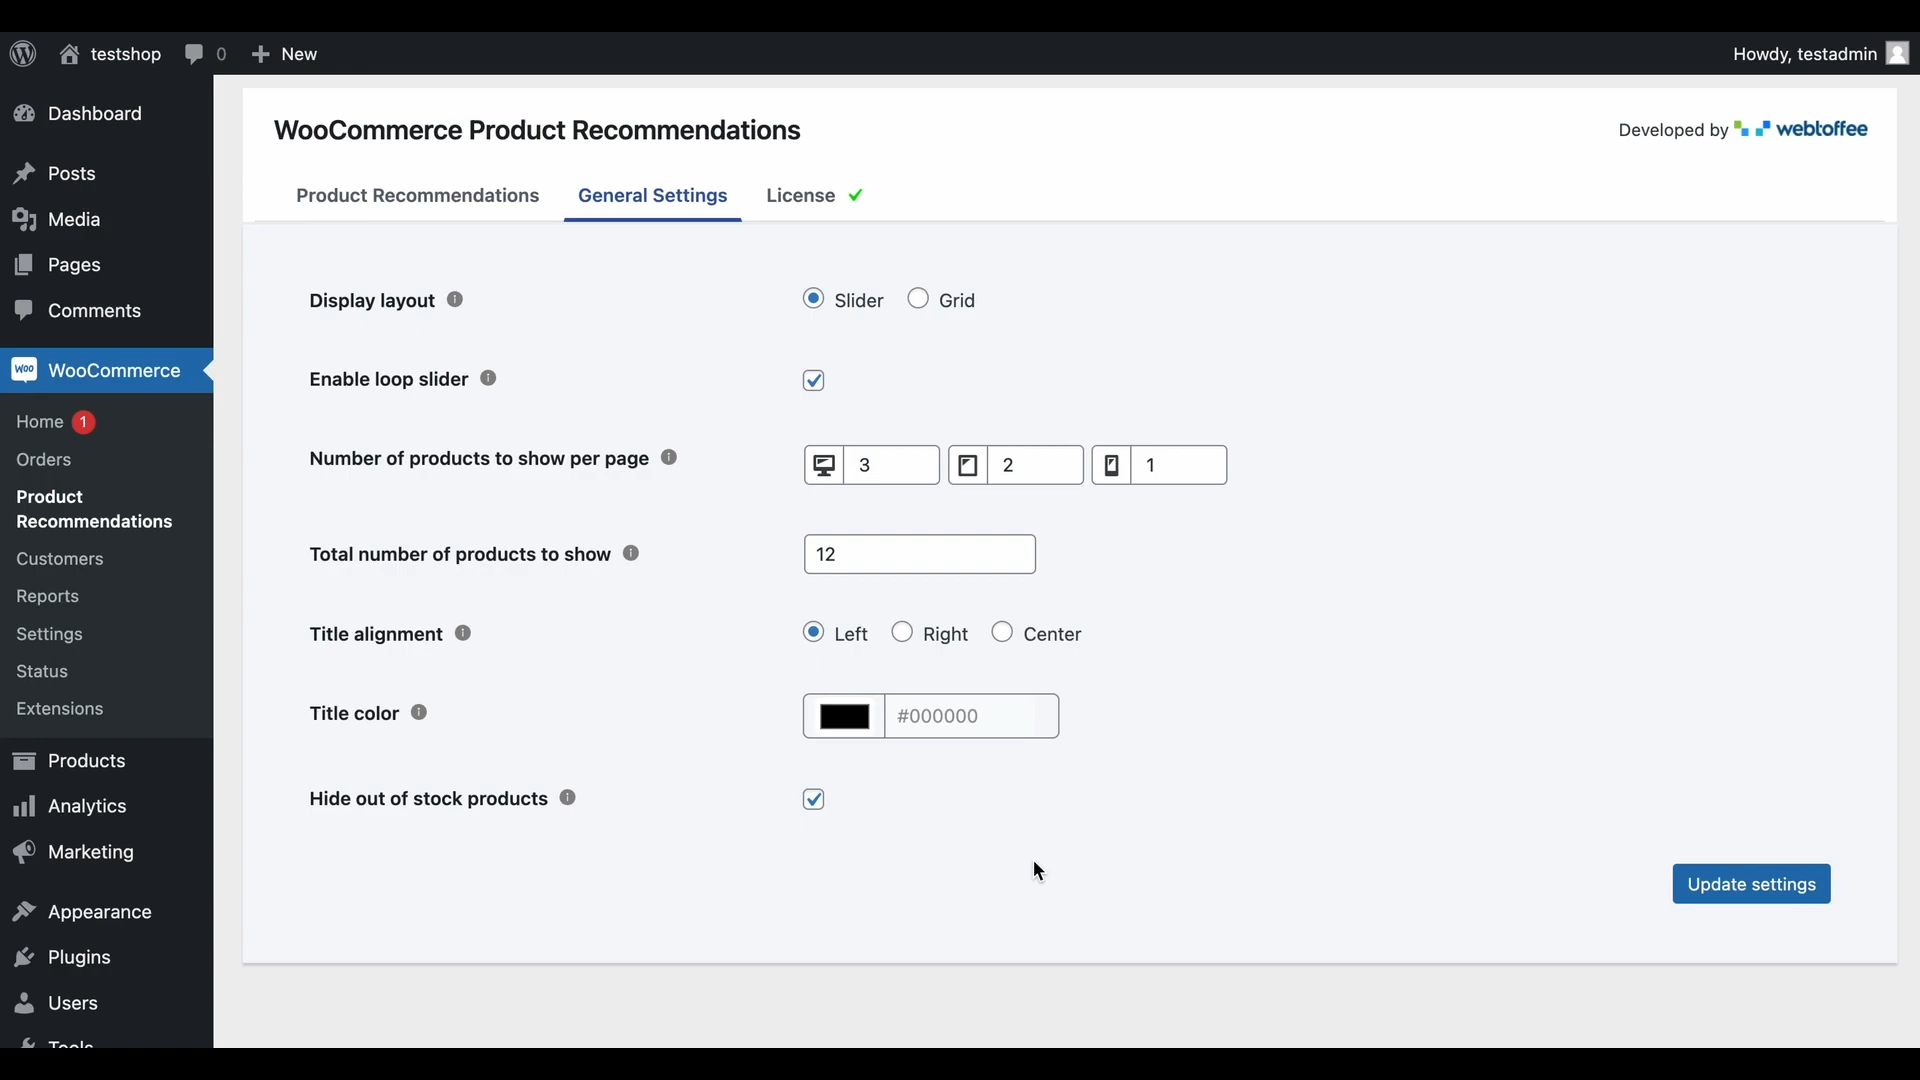 testshop 0 New Howdy, testadmin
Dashboard
Posts
Media
Pages
Comments
WooCommerce
Home 1
Orders
Product
Recommendations
Customers
Reports
Settings
Status
Extensions
Products
Analytics
Marketing
Appearance
Plugins
Users
Tools
WooCommerce Product Recommendations
Developed by webtoffee
Product Recommendations General Settings License
Display layout Slider Grid
Enable loop slider
Number of products to show per page 3 2 1
Total number of products to show 12
Title alignment Left Right Center
Title color #000000
Hide out of stock products
Update settings